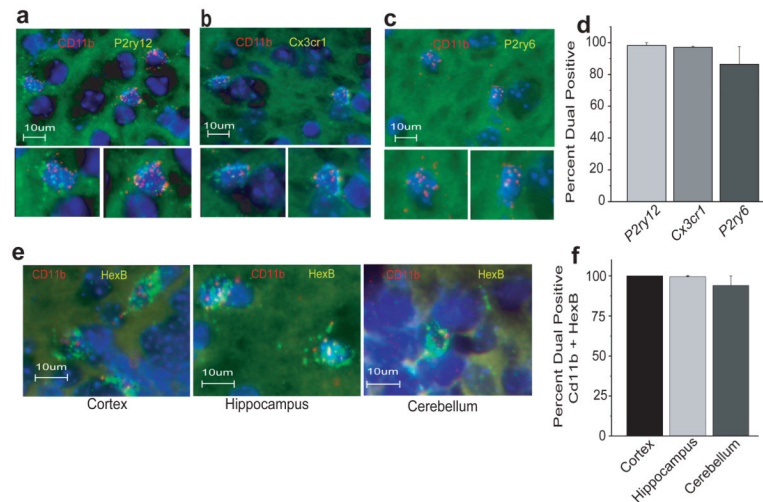 a
CD11b P2ry12
10um
b
CD11b Cx3cr1
10um
c
CD11b P2ry6
10um
d
Percent Dual Positive
100
80
60
40
20
0
P2ry12
Cx3cr1
P2ry6
e
CD11b HexB
10um
Cortex
CD11b HexB
10um
Hippocampus
CD11b HexB
10um
Cerebellum
f
Percent Dual Positive
Cd11b + HexB
100
75
50
25
0
Cortex
Hippocampus
Cerebellum